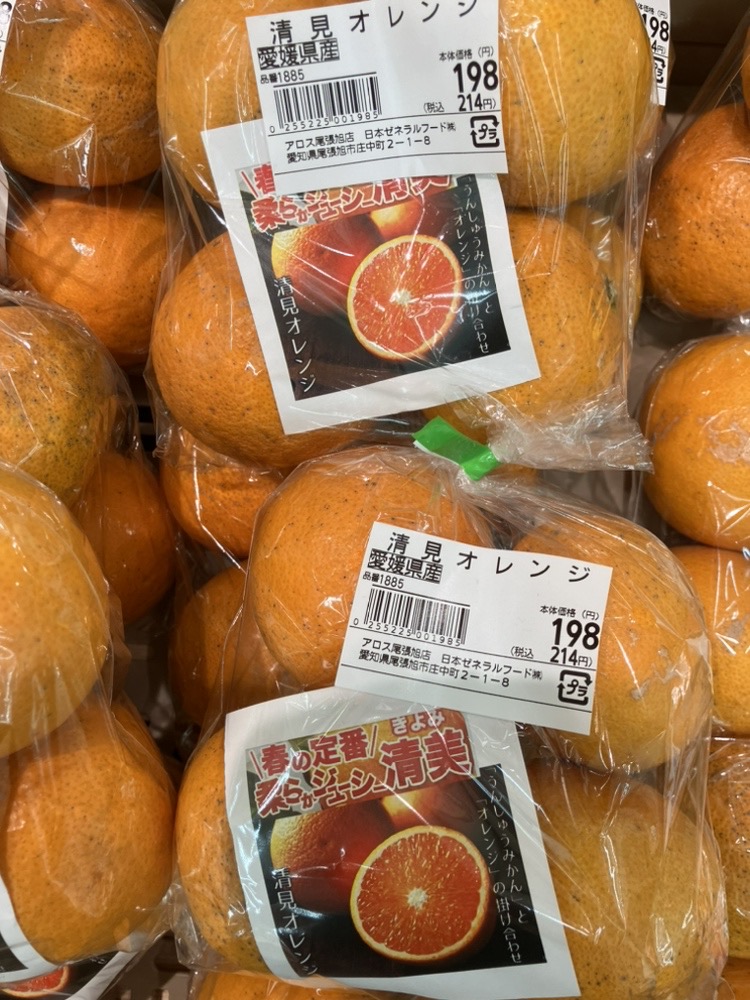 清見オレンジ
愛媛県産
品番1885
本体価格(円)
198
(税込 214円)
0 255225 001985
プラ
アロス尾張旭店 日本ゼネラルフード㈱
愛知県尾張旭市庄中町2-1-8
\春
柔らかジューシー清美
「うんしゅうみかん」と
「オレンジ」の掛け合わせ
清見オレンジ
198
清見オレンジ
愛媛県産
品番1885
本体価格(円)
198
(税込 214円)
0 255225 001985
プラ
アロス尾張旭店 日本ゼネラルフード㈱
愛知県尾張旭市庄中町2-1-8
\春の定番/
きよみ
柔らかジューシー清美
「うんしゅうみかん」と
「オレンジ」の掛け合わせ
清見オレンジ